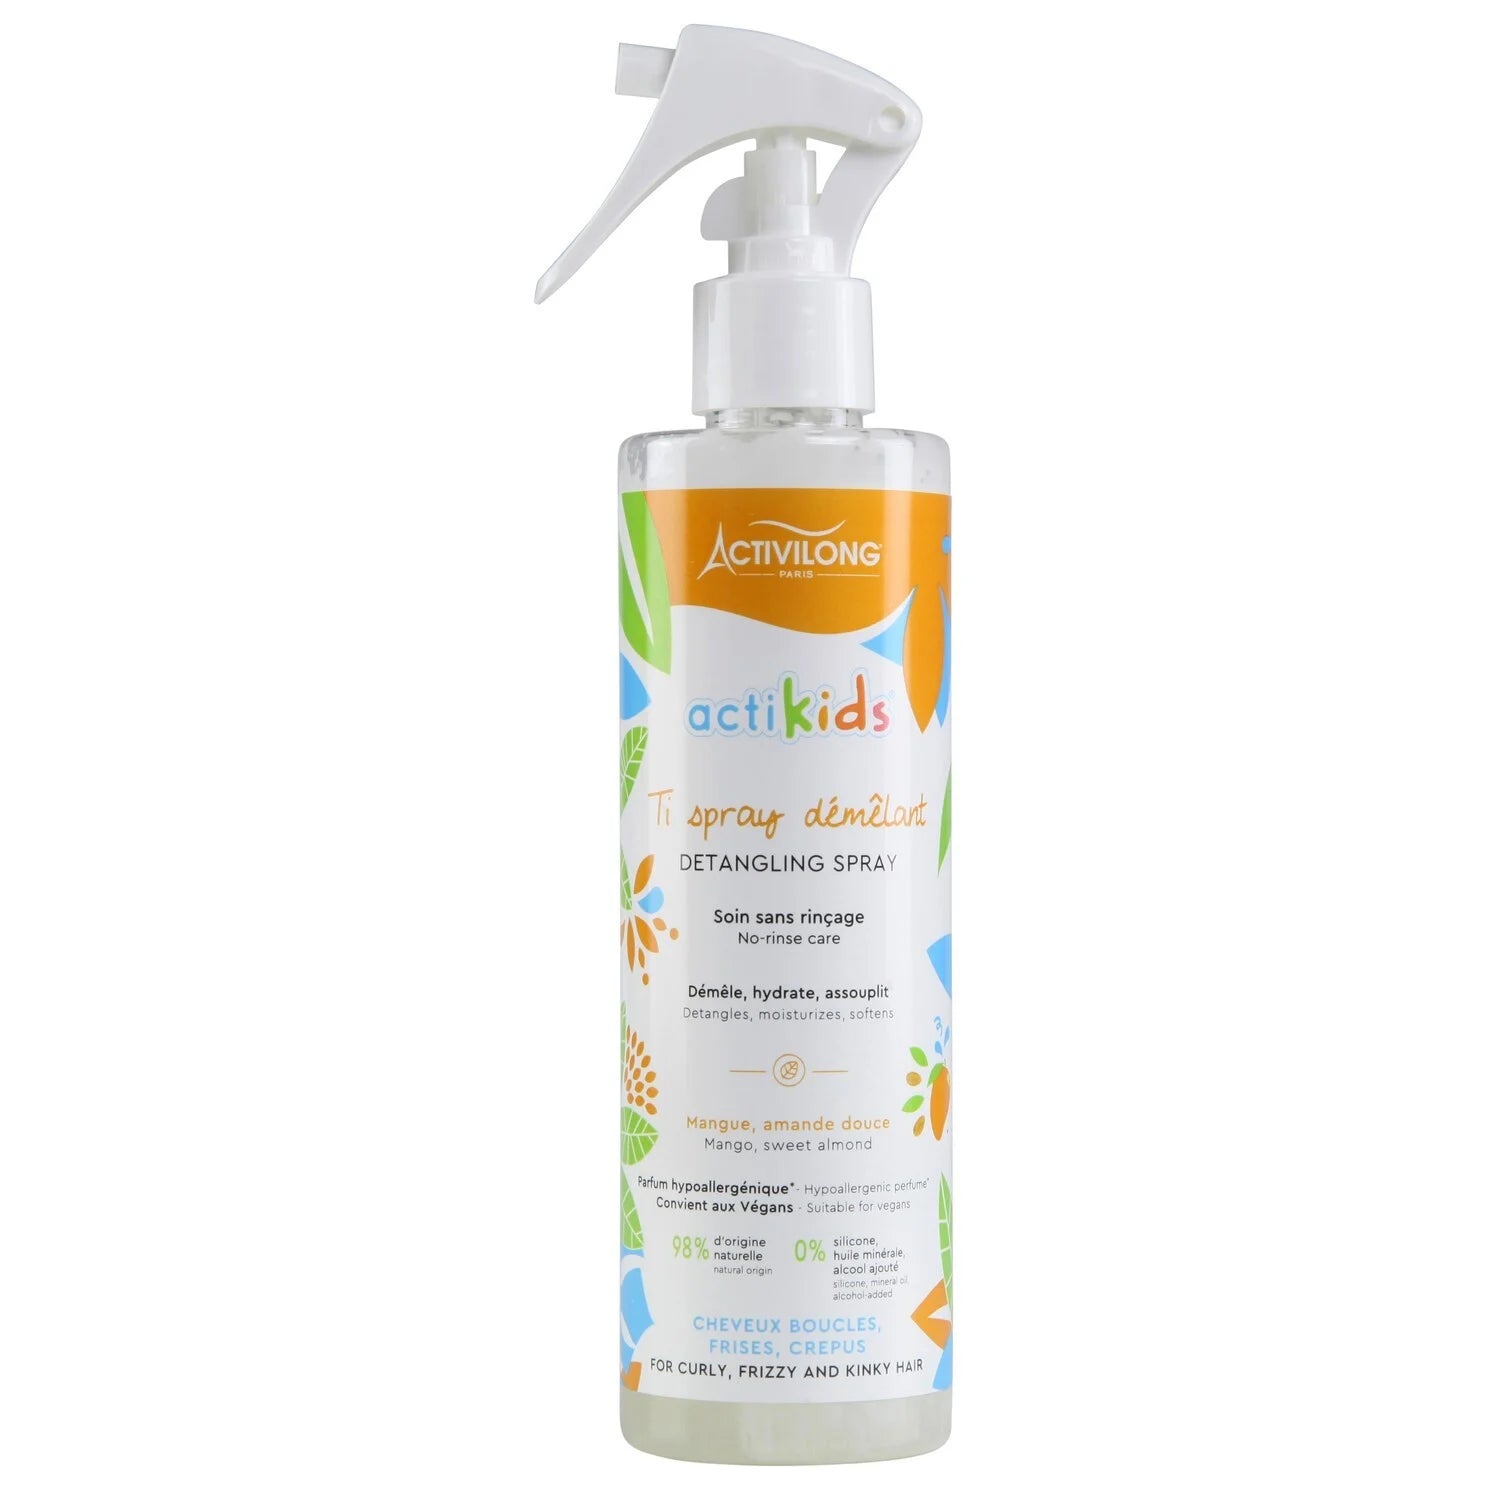 ACTIVILONG
PARIS
actikids
Ti spray démêlant
DETANGLING SPRAY
Soin sans rinçage
No-rinse care
Démêle, hydrate, assouplit
Detangles, moisturizes, softens
Mangue, amande douce
Mango, sweet almond
Parfum hypoallergénique* - Hypoallergenic perfume*
Convient aux Végans - Suitable for vegans
98% d'origine
naturelle
natural origin
0% silicone,
huile minérale,
alcool ajouté
silicone, mineral oil,
alcohol-added
CHEVEUX BOUCLES,
FRISES, CREPUS
FOR CURLY, FRIZZY AND KINKY HAIR